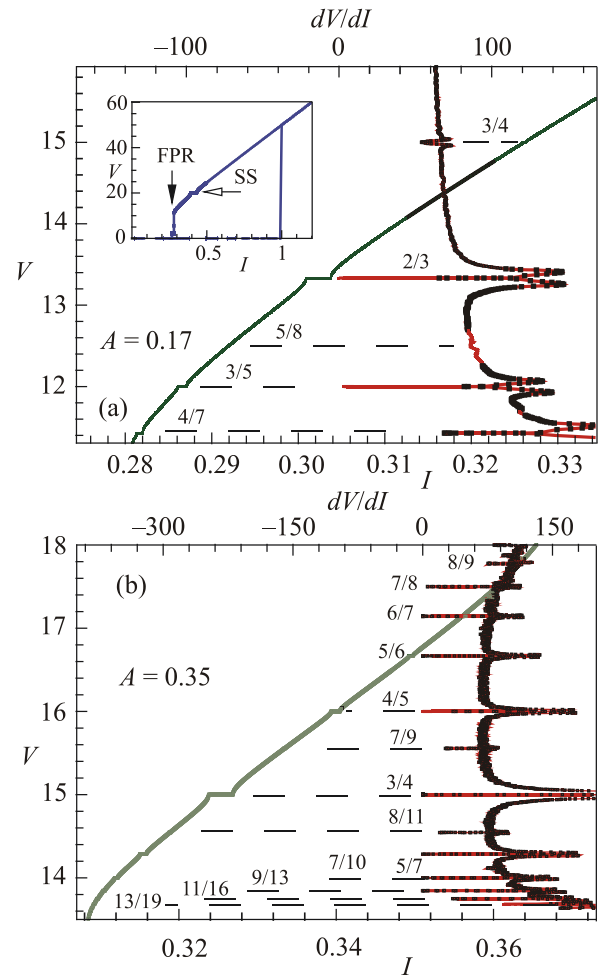 dV/dI
–100 0 100
15
14
13
12
V
60
40
V
20
0
FPR
SS
0.5 1
I
3/4
2/3
5/8
3/5
4/7
A = 0.17
(a)
0.28 0.29 0.30 0.31 0.32 0.33
I
dV/dI
–300 –150 0 150
18
17
16
15
14
V
(b)
A = 0.35
8/9
7/8
6/7
5/6
4/5
7/9
3/4
8/11
7/10 5/7
9/13
11/16
13/19
0.32 0.34 0.36
I